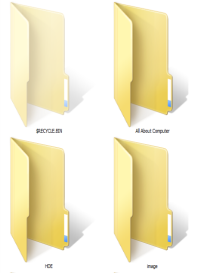 $RECYCLE.BIN
All About Computer
HDE
image